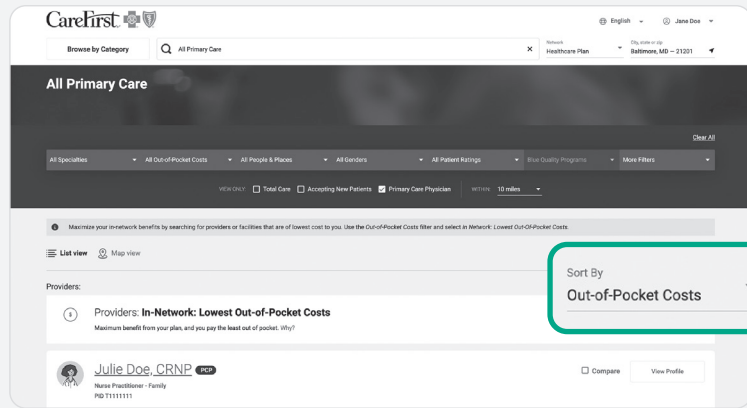 CareFirst
English
Jane Doe
Browse by Category
All Primary Care
×
Network
Healthcare Plan
City, state or zip
Baltimore, MD – 21201
All Primary Care
Clear All
All Specialties
All Out-of-Pocket Costs
All People & Places
All Genders
All Patient Ratings
Blue Quality Programs
More Filters
VIEW ONLY
Total Care
Accepting New Patients
Primary Care Physician
WITHIN:
10 miles
Maximize your in-network benefits by searching for providers or facilities that are of lowest cost to you. Use the Out-of-Pocket Costs filter and select In Network: Lowest Out-Of-Pocket Costs.
List view
Map view
Sort By
Out-of-Pocket Costs
Providers:
$
Providers: In-Network: Lowest Out-of-Pocket Costs
Maximum benefit from your plan, and you pay the least out of pocket. Why?
Julie Doe, CRNP PCP
Compare
View Profile
Nurse Practitioner - Family
PID T1111111